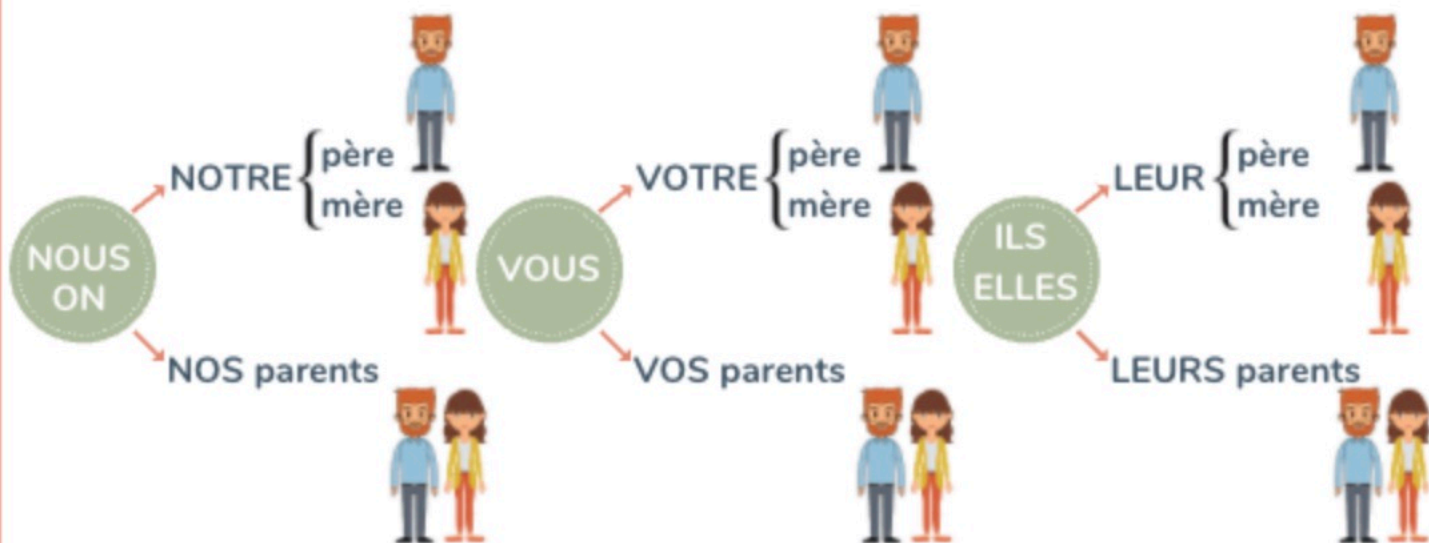 NOUS
ON
NOTRE
père
mère
NOS parents
VOUS
VOTRE
père
mère
VOS parents
ILS
ELLES
LEUR
père
mère
LEURS parents